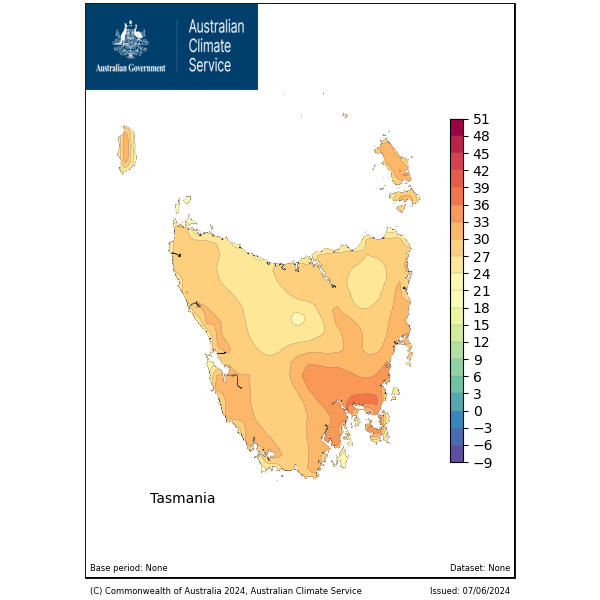 Australian
Climate
Service
Australian Government
51
48
45
42
39
36
33
30
27
24
21
18
15
12
9
6
3
0
−3
−6
−9
Tasmania
Base period: None
Dataset: None
(C) Commonwealth of Australia 2024, Australian Climate Service
Issued: 07/06/2024